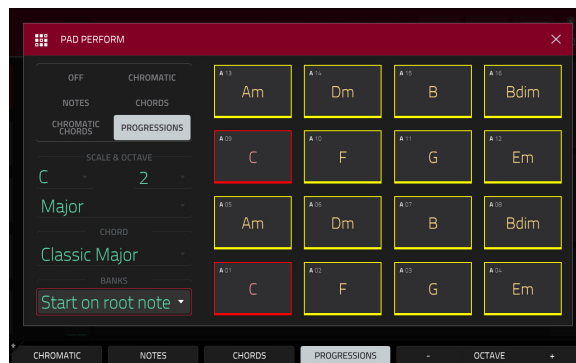 PAD PERFORM
OFF CHROMATIC
NOTES CHORDS
CHROMATIC CHORDS PROGRESSIONS
SCALE & OCTAVE
C 2
Major
CHORD
Classic Major
BANKS
Start on root note
A 13 A 14 A 15 A 16
Am Dm B Bdim
A 09 A 10 A 11 A 12
C F G Em
A 05 A 06 A 07 A 08
Am Dm B Bdim
A 01 A 02 A 03 A 04
C F G Em
CHROMATIC NOTES CHORDS PROGRESSIONS - OCTAVE +